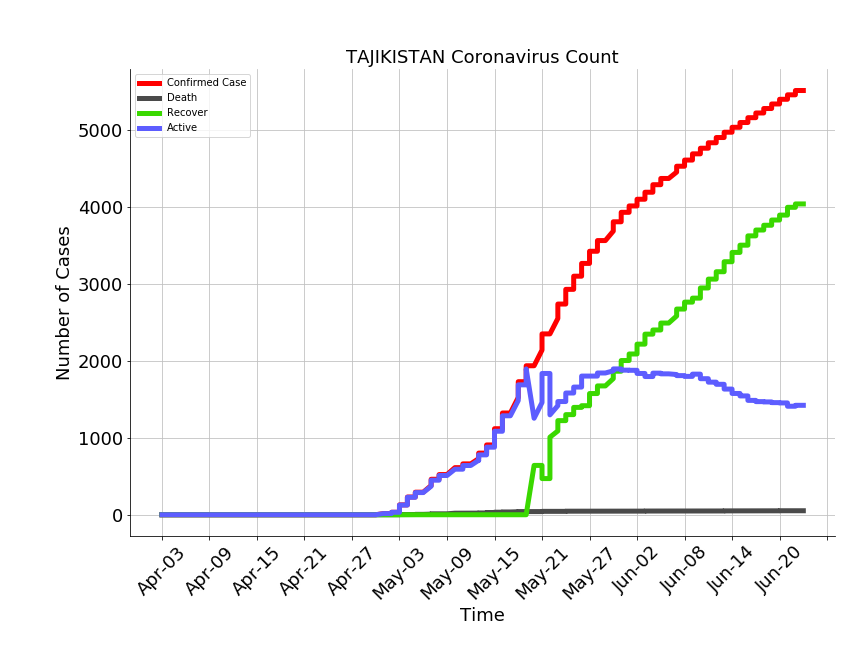 TAJIKISTAN Coronavirus Count
Confirmed Case
Death
Recover
Active
Number of Cases
5000
4000
3000
2000
1000
0
Apr-03
Apr-09
Apr-15
Apr-21
Apr-27
May-03
May-09
May-15
May-21
May-27
Jun-02
Jun-08
Jun-14
Jun-20
Time